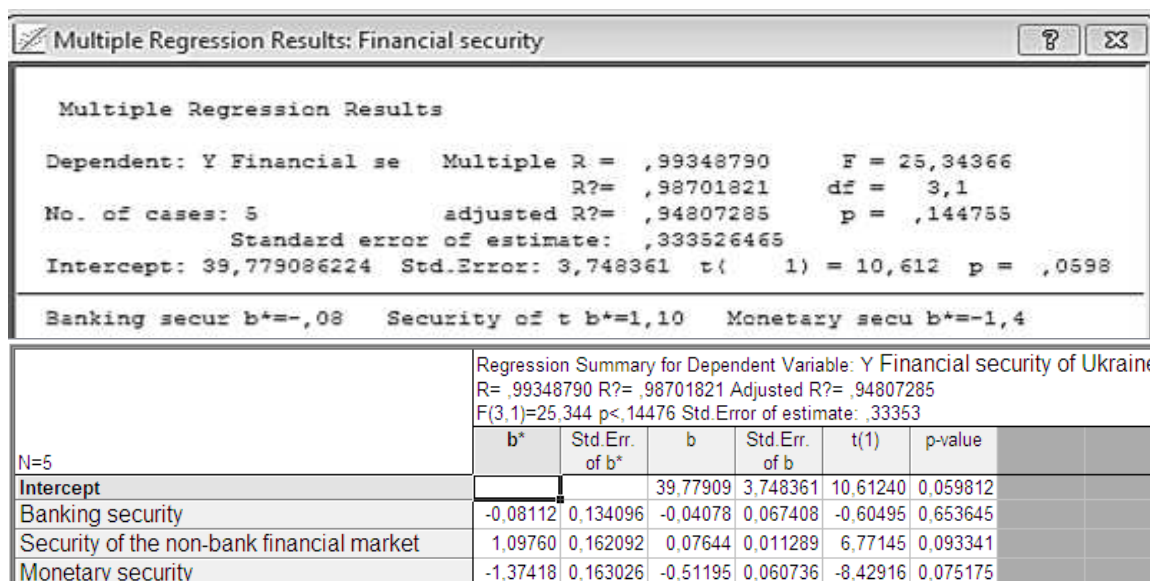 Multiple Regression Results: Financial security
Multiple Regression Results
Dependent: Y Financial se Multiple R = ,99348790 F = 25,34366
R?= ,98701821 df = 3,1
No. of cases: 5 adjusted R?= ,94807285 p = ,144755
Standard error of estimate: ,333526465
Intercept: 39,779086224 Std.Error: 3,748361 t( 1) = 10,612 p = ,0598
Banking secur b*=-,08 Security of t b*=1,10 Monetary secu b*=-1,4
Regression Summary for Dependent Variable: Y Financial security of Ukraine
R= ,99348790 R?= ,98701821 Adjusted R?= ,94807285
F(3,1)=25,344 p<,14476 Std.Error of estimate: ,33353
N=5 b* Std.Err. of b* b Std.Err. of b t(1) p-value
Intercept 39,77909 3,748361 10,61240 0,059812
Banking security -0,08112 0,134096 -0,04078 0,067408 -0,60495 0,653645
Security of the non-bank financial market 1,09760 0,162092 0,07644 0,011289 6,77145 0,093341
Monetary security -1,37418 0,163026 -0,51195 0,060736 -8,42916 0,075175